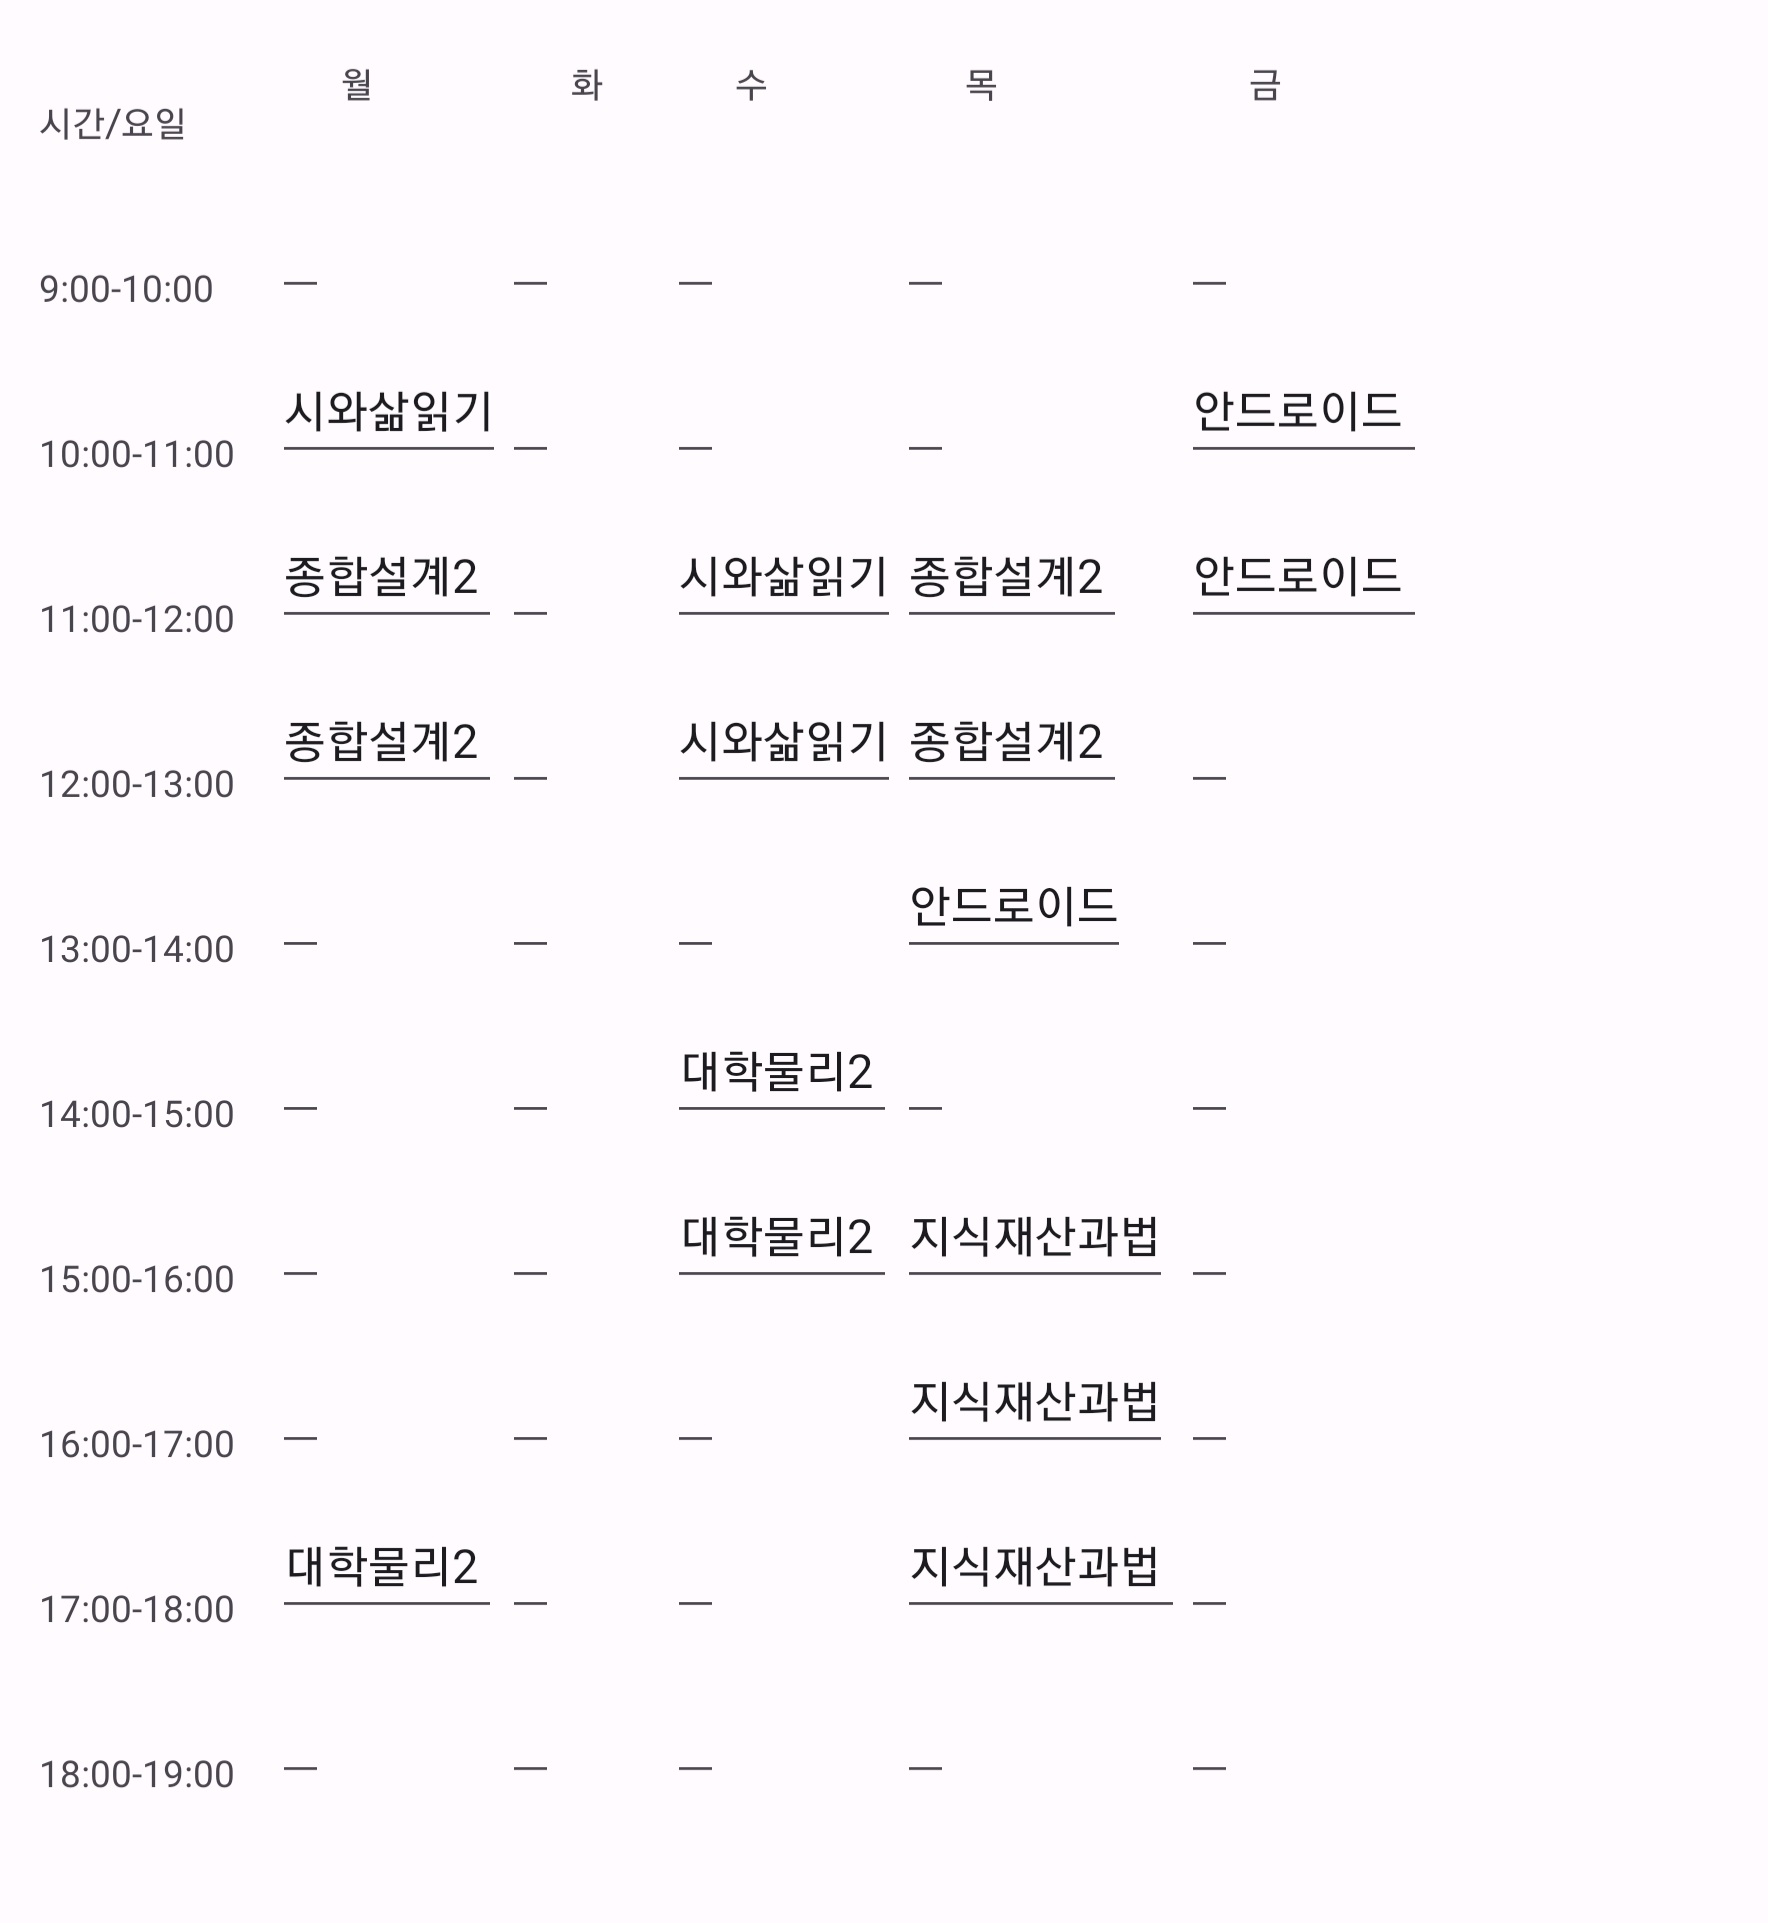 월 화 수 목 금
시간/요일
9:00-10:00
10:00-11:00 시와삶읽기 안드로이드
11:00-12:00 종합설계2 시와삶읽기 종합설계2 안드로이드
12:00-13:00 종합설계2 시와삶읽기 종합설계2
13:00-14:00 안드로이드
14:00-15:00 대학물리2
15:00-16:00 대학물리2 지식재산과법
16:00-17:00 지식재산과법
17:00-18:00 대학물리2 지식재산과법
18:00-19:00